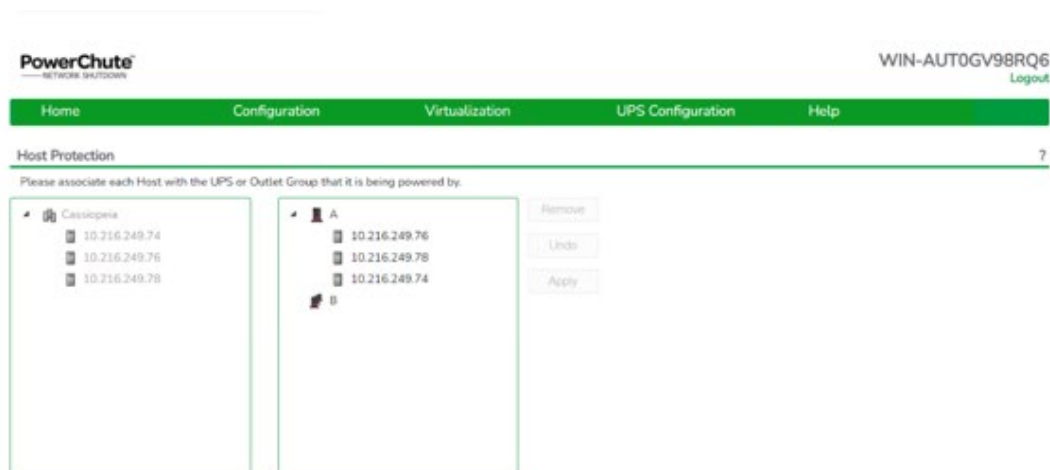 PowerChute
NETWORK SHUTDOWN
WIN-AUT0GV98RQ6
Logout
Home Configuration Virtualization UPS Configuration Help
Host Protection ?
Please associate each Host with the UPS or Outlet Group that it is being powered by.
Cassiopeia
10.216.249.74
10.216.249.76
10.216.249.78
A
10.216.249.76
10.216.249.78
10.216.249.74
B
Remove
Undo
Apply